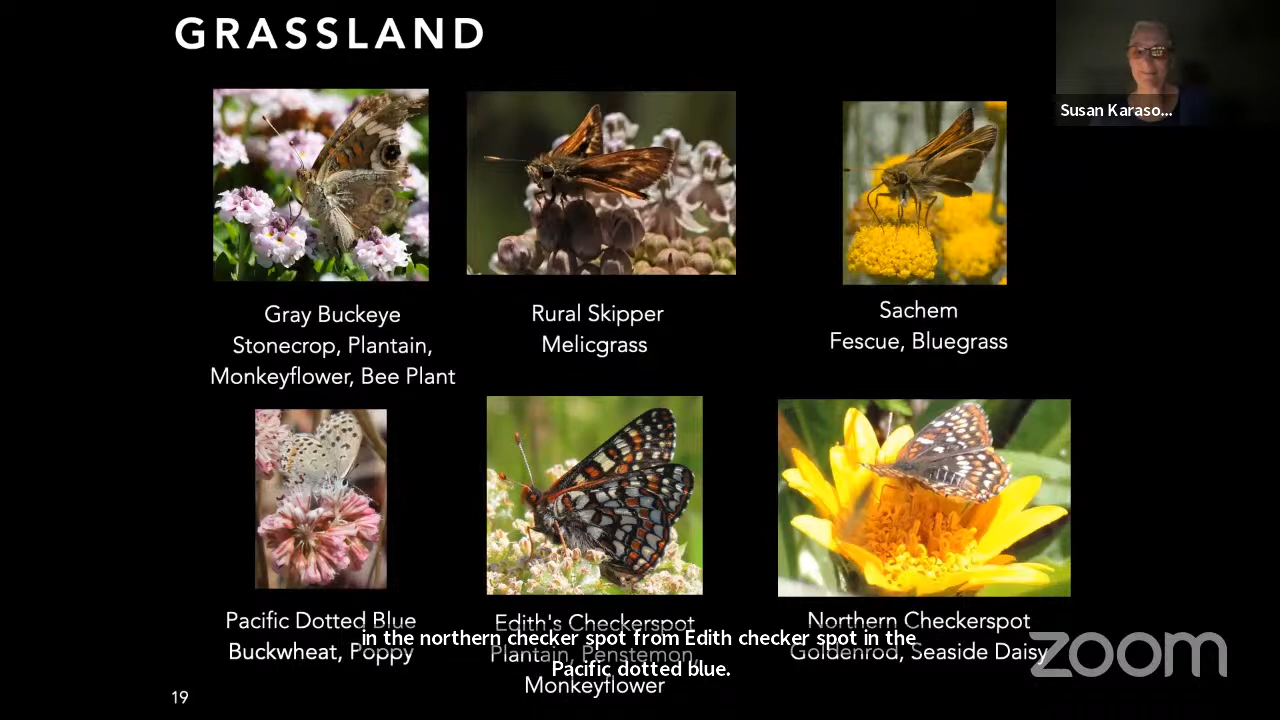 GRASSLAND
Susan Karaso...
Gray Buckeye
Stonecrop, Plantain,
Monkeyflower, Bee Plant
Rural Skipper
Melicgrass
Sachem
Fescue, Bluegrass
Pacific Dotted Blue
Buckwheat, Poppy
Edith's Checkerspot
Plantain, Penstemon,
Monkeyflower
Northern Checkerspot
Goldenrod, Seaside Daisy
in the northern checker spot from Edith checker spot in the
Pacific dotted blue.
zoom
19